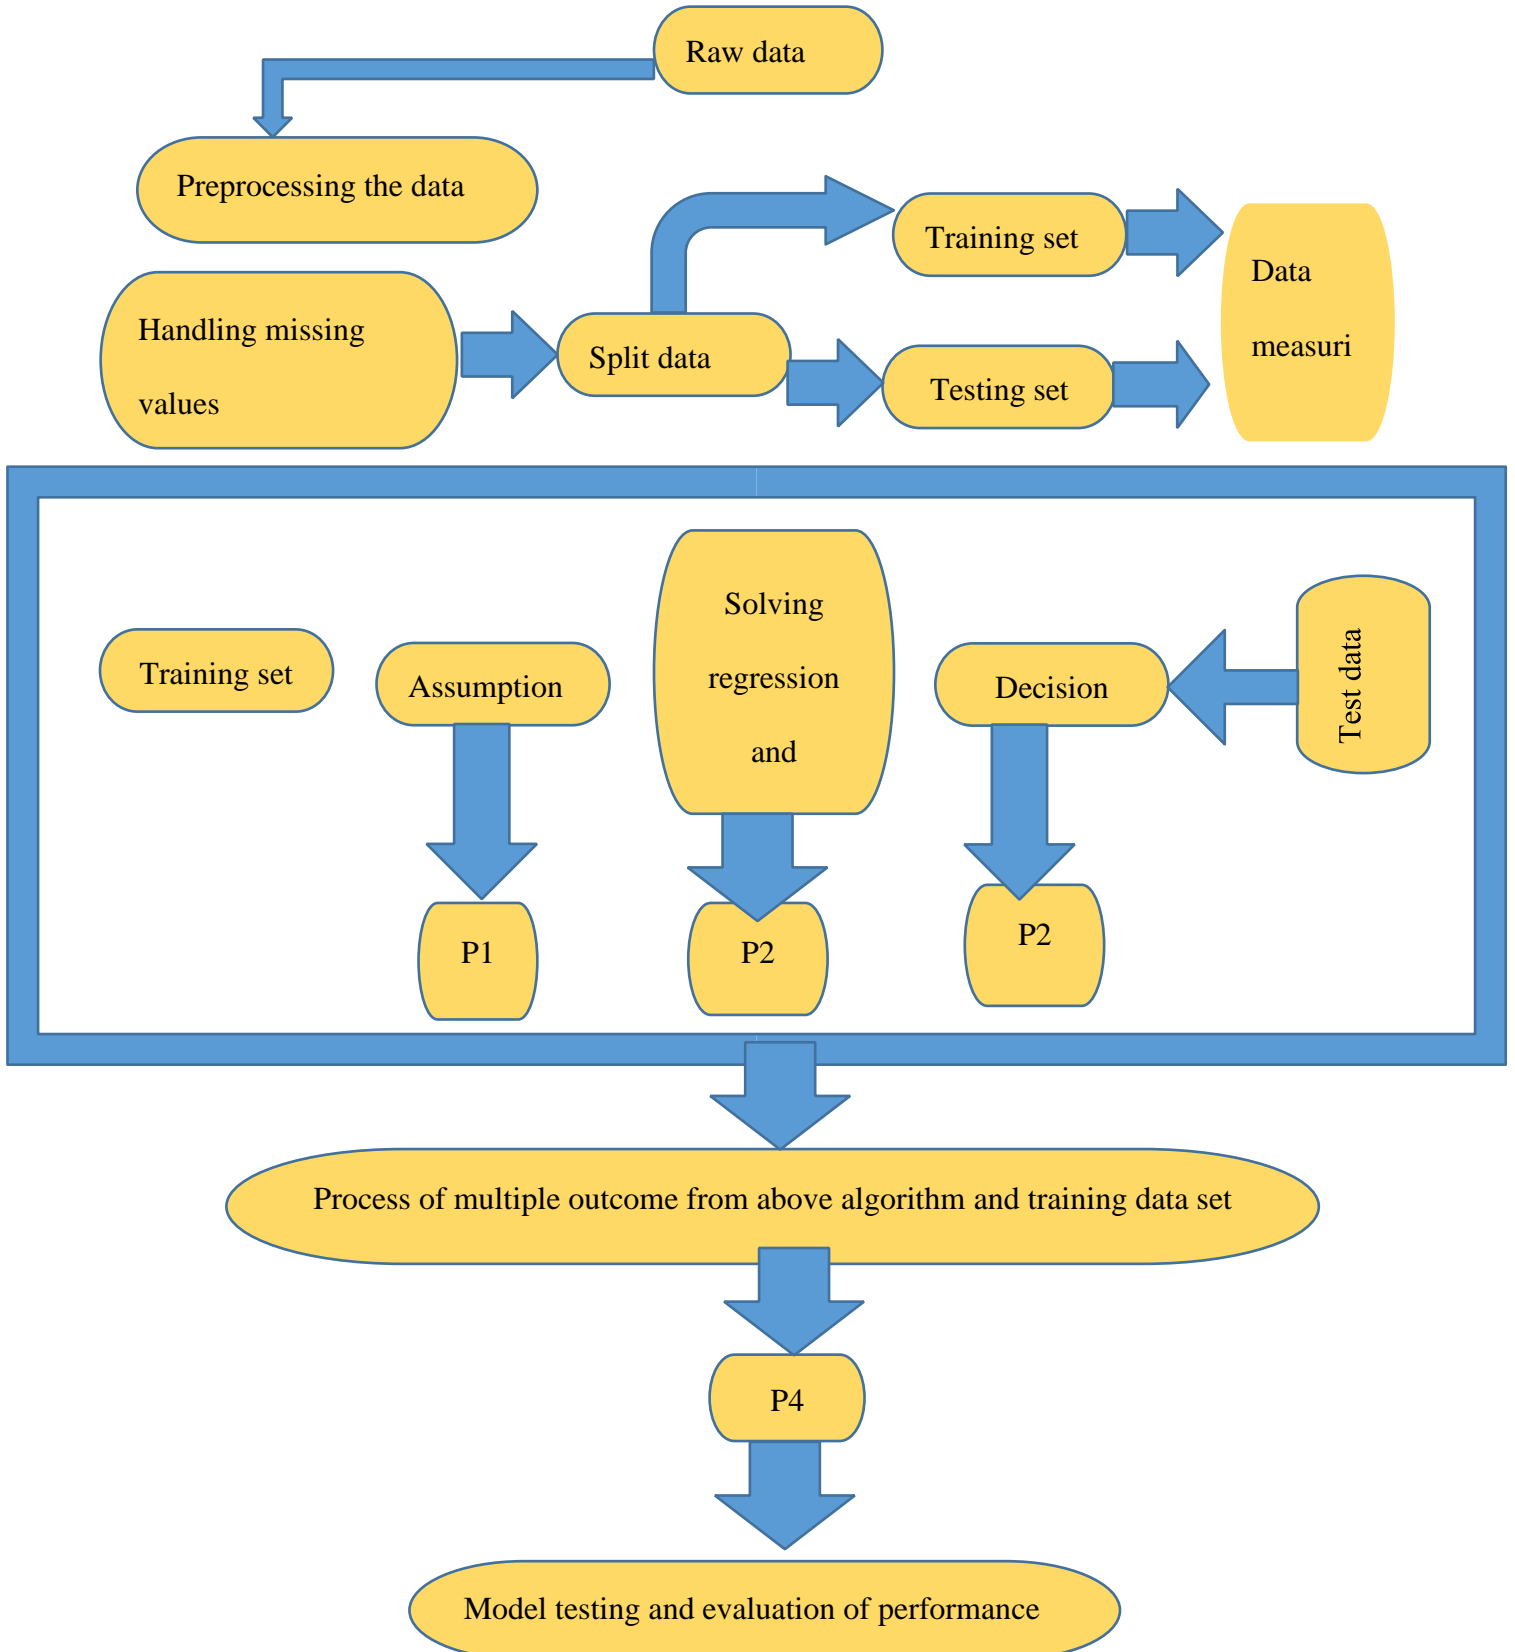 Raw data
Preprocessing the data
Training set
Data
measuri
Handling missing
values
Split data
Testing set
Solving
regression
and
Training set
Assumption
Decision
Test data
P1
P2
P2
Process of multiple outcome from above algorithm and training data set
P4
Model testing and evaluation of performance